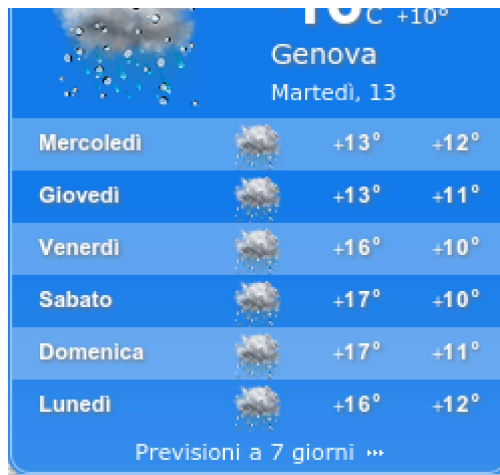 C +10°
Genova
Martedì, 13
Mercoledì +13° +12°
Giovedì +13° +11°
Venerdì +16° +10°
Sabato +17° +10°
Domenica +17° +11°
Lunedì +16° +12°
Previsioni a 7 giorni